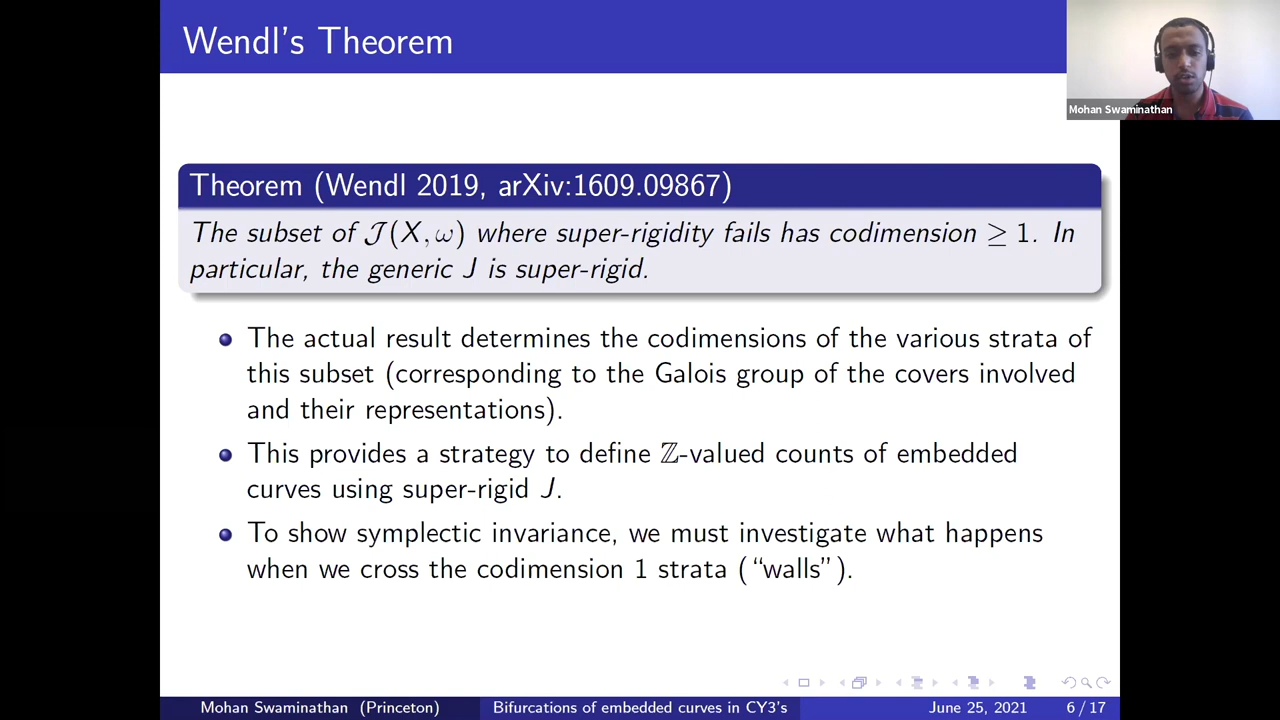 Wendl's Theorem
Mohan Swaminathan
Theorem (Wendl 2019, arXiv:1609.09867)
The subset of 𝒥(X, ω) where super-rigidity fails has codimension ≥ 1. In
particular, the generic J is super-rigid.
The actual result determines the codimensions of the various strata of
this subset (corresponding to the Galois group of the covers involved
and their representations).
This provides a strategy to define ℤ-valued counts of embedded
curves using super-rigid J.
To show symplectic invariance, we must investigate what happens
when we cross the codimension 1 strata (“walls”).
Mohan Swaminathan (Princeton) Bifurcations of embedded curves in CY3's June 25, 2021 6 / 17